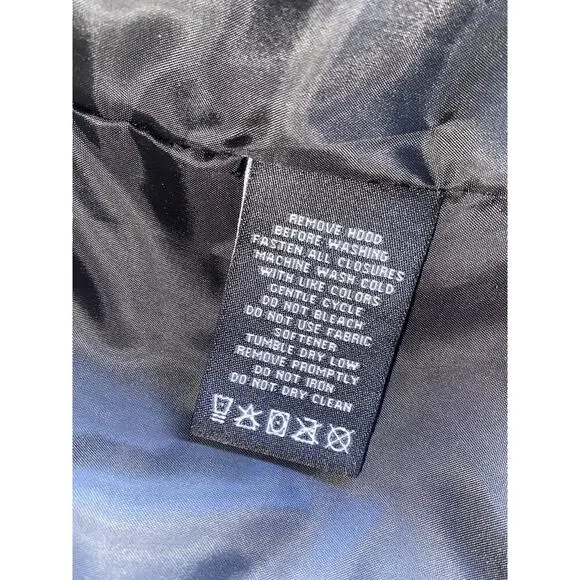 REMOVE HOOD
BEFORE WASHING
FASTEN ALL CLOSURES
MACHINE WASH COLD
WITH LIKE COLORS
GENTLE CYCLE
DO NOT BLEACH
DO NOT USE FABRIC
SOFTENER
TUMBLE DRY LOW
REMOVE PROMPTLY
DO NOT IRON
DO NOT DRY CLEAN